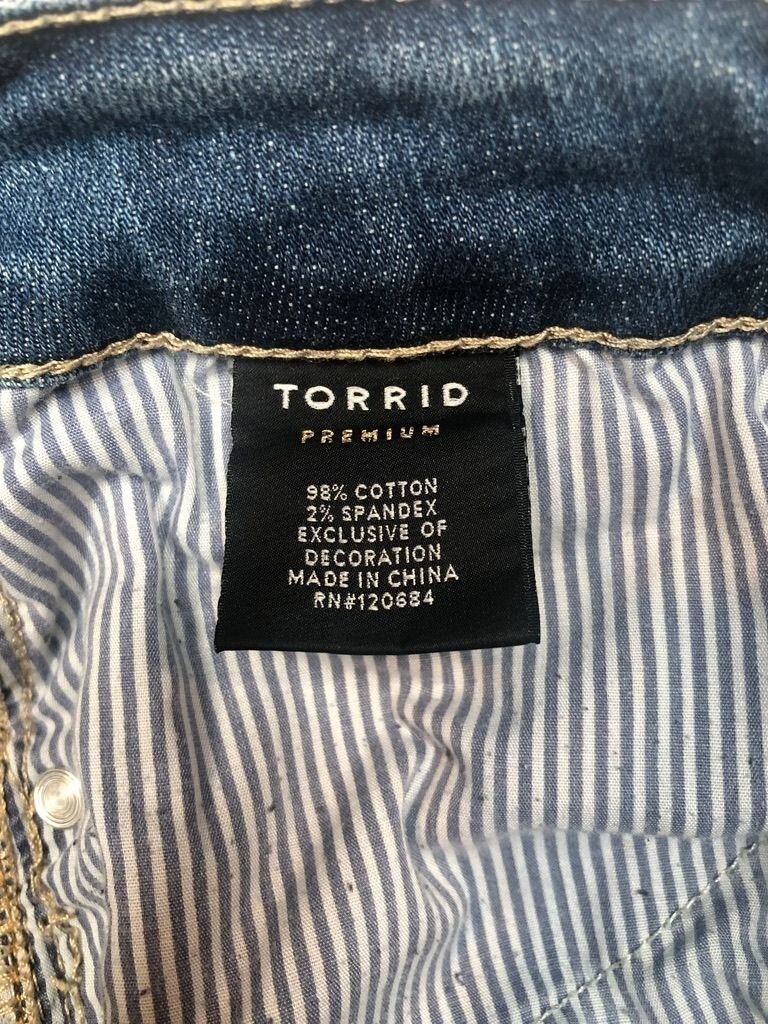 TORRID
PREMIUM
98% COTTON
2% SPANDEX
EXCLUSIVE OF
DECORATION
MADE IN CHINA
RN#120684